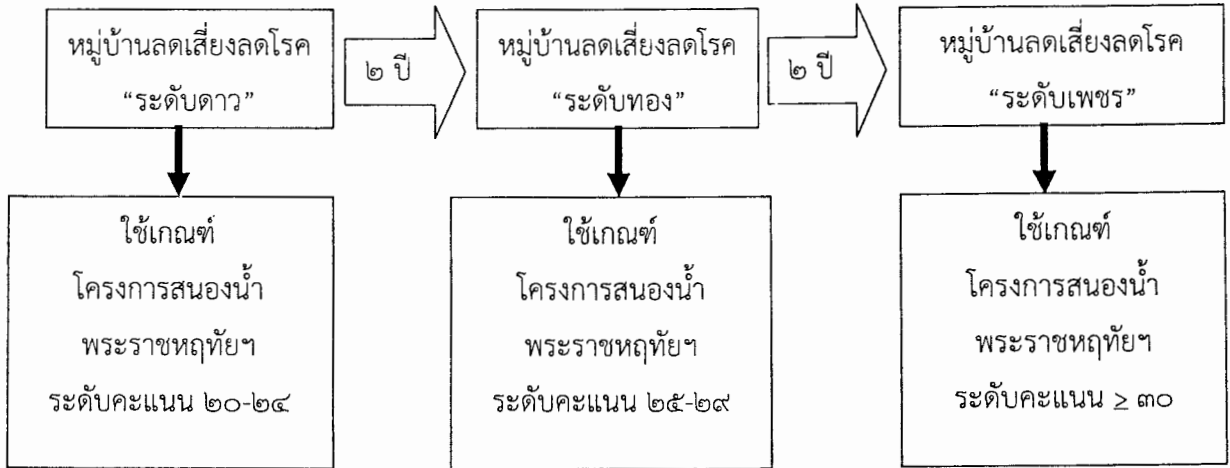 หมู่บ้านลดเสี่ยงลดโรค
“ระดับดาว”
๒ ปี
หมู่บ้านลดเสี่ยงลดโรค
“ระดับทอง”
๒ ปี
หมู่บ้านลดเสี่ยงลดโรค
“ระดับเพชร”
ใช้เกณฑ์
โครงการสนองน้ำ
พระราชหฤทัยฯ
ระดับคะแนน ๒๐-๒๔
ใช้เกณฑ์
โครงการสนองน้ำ
พระราชหฤทัยฯ
ระดับคะแนน ๒๕-๒๙
ใช้เกณฑ์
โครงการสนองน้ำ
พระราชหฤทัยฯ
ระดับคะแนน ≥ ๓๐